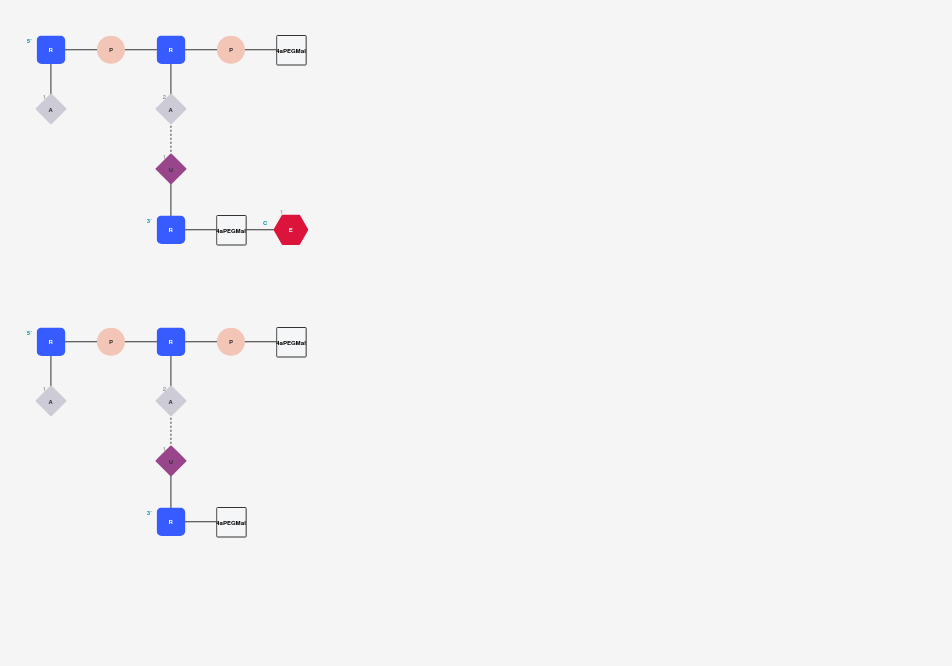 5' R P R P 4aPEGMal
1 A 2 A
1 U
3' R 4aPEGMal C 1 E
5' R P R P 4aPEGMal
1 A 2 A
1 U
3' R 4aPEGMal